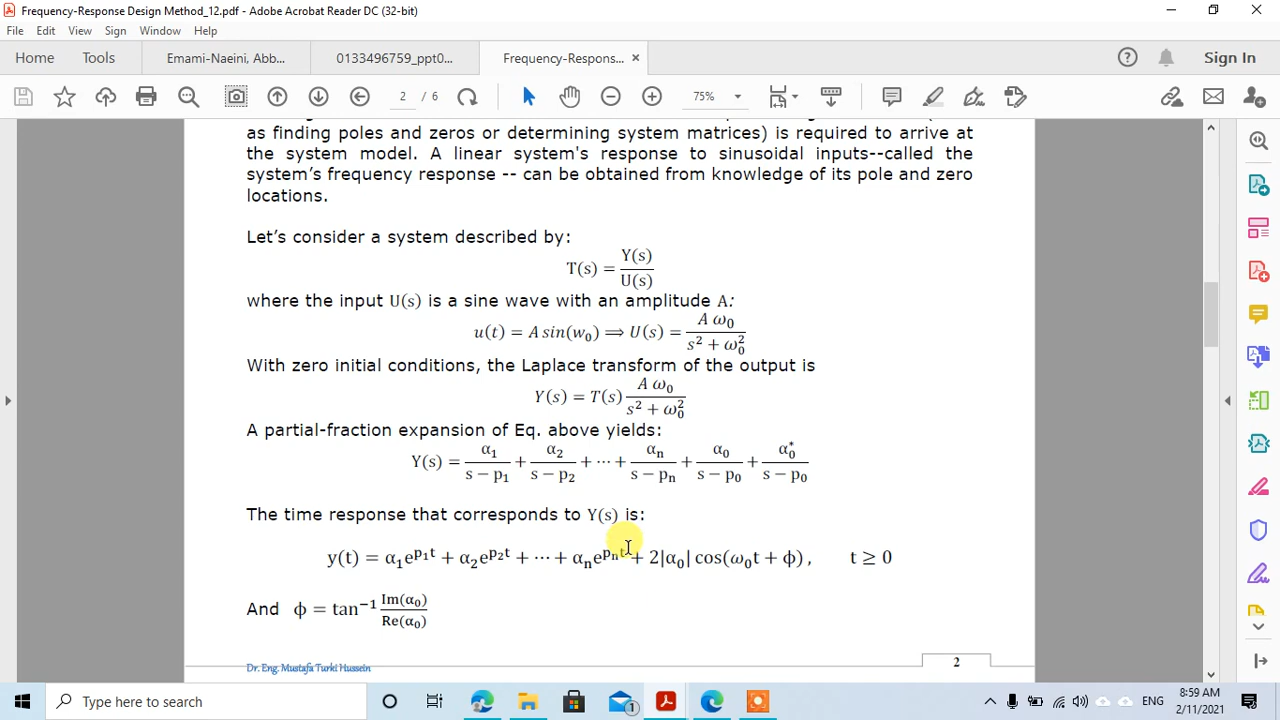 Frequency-Response Design Method_12.pdf - Adobe Acrobat Reader DC (32-bit)
File Edit View Sign Window Help
Home Tools Emami-Naeini, Abb... 0133496759_ppt0... Frequency-Respons... × Sign In
2 / 6 75%
as finding poles and zeros or determining system matrices) is required to arrive at
the system model. A linear system's response to sinusoidal inputs--called the
system's frequency response -- can be obtained from knowledge of its pole and zero
locations.
Let's consider a system described by:
T(s) = Y(s)/U(s)
where the input U(s) is a sine wave with an amplitude A:
u(t) = A sin(w₀) ⟹ U(s) = A ω₀/(s² + ω₀²)
With zero initial conditions, the Laplace transform of the output is
Y(s) = T(s) A ω₀/(s² + ω₀²)
A partial-fraction expansion of Eq. above yields:
Y(s) = α₁/(s − p₁) + α₂/(s − p₂) + ⋯ + αₙ/(s − pₙ) + α₀/(s − p₀) + α₀*/(s − p₀)
The time response that corresponds to Y(s) is:
y(t) = α₁e^(p₁t) + α₂e^(p₂t) + ⋯ + αₙe^(pₙt) + 2|α₀| cos(ω₀t + ϕ), t ≥ 0
And ϕ = tan⁻¹ Im(α₀)/Re(α₀)
Dr. Eng. Mustafa Turki Hussein 2
Type here to search
1
ENG
8:59 AM
2/11/2021